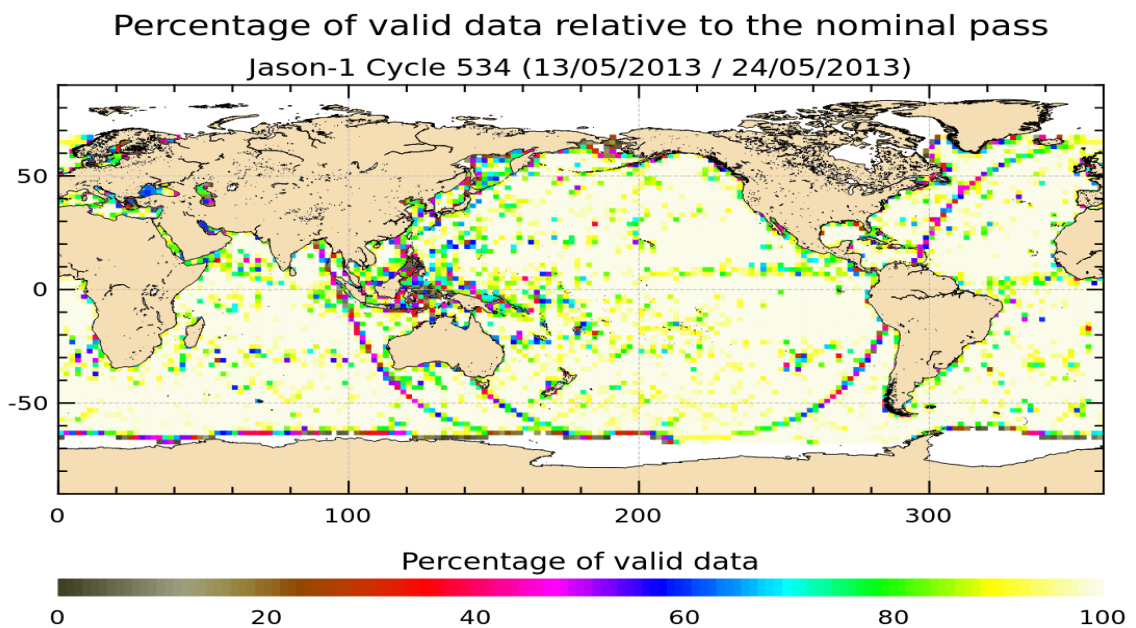 Percentage of valid data relative to the nominal pass
Jason-1 Cycle 534 (13/05/2013 / 24/05/2013)
50
0
-50
0 100 200 300
Percentage of valid data
0 20 40 60 80 100